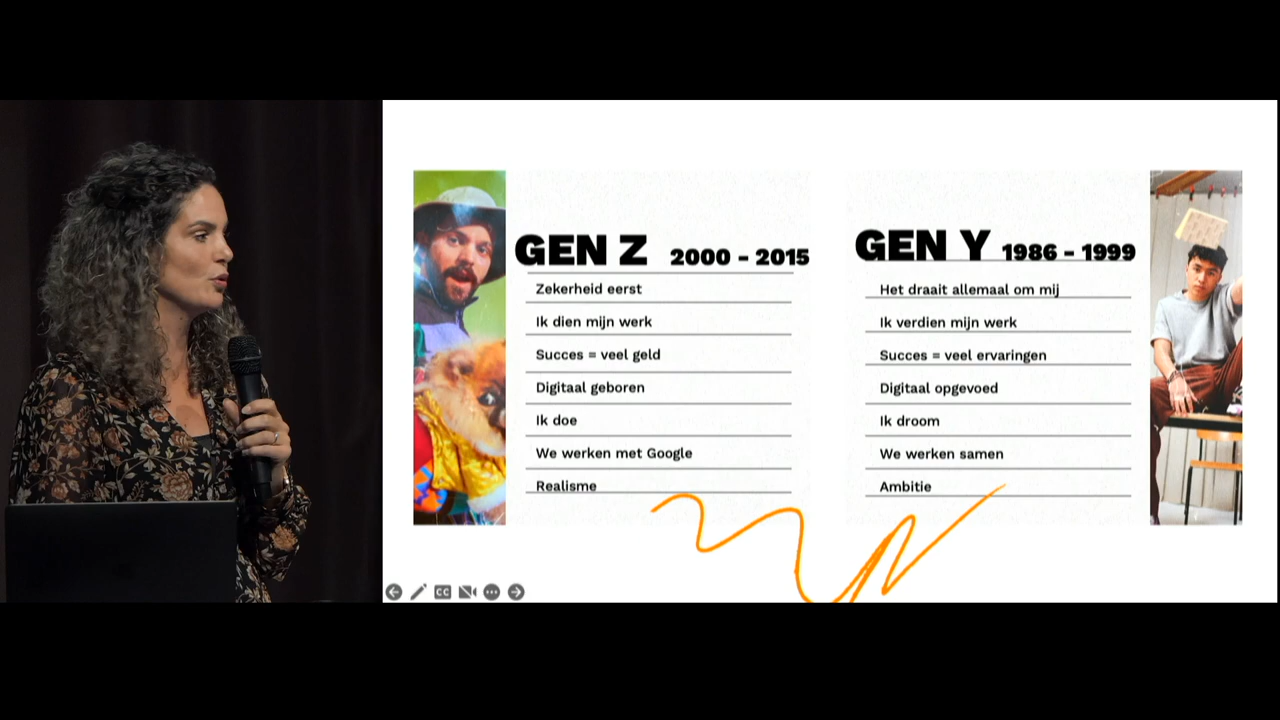 GEN Z 2000 - 2015
Zekerheid eerst
Ik dien mijn werk
Succes = veel geld
Digitaal geboren
Ik doe
We werken met Google
Realisme
GEN Y 1986 - 1999
Het draait allemaal om mij
Ik verdien mijn werk
Succes = veel ervaringen
Digitaal opgevoed
Ik droom
We werken samen
Ambitie
CC